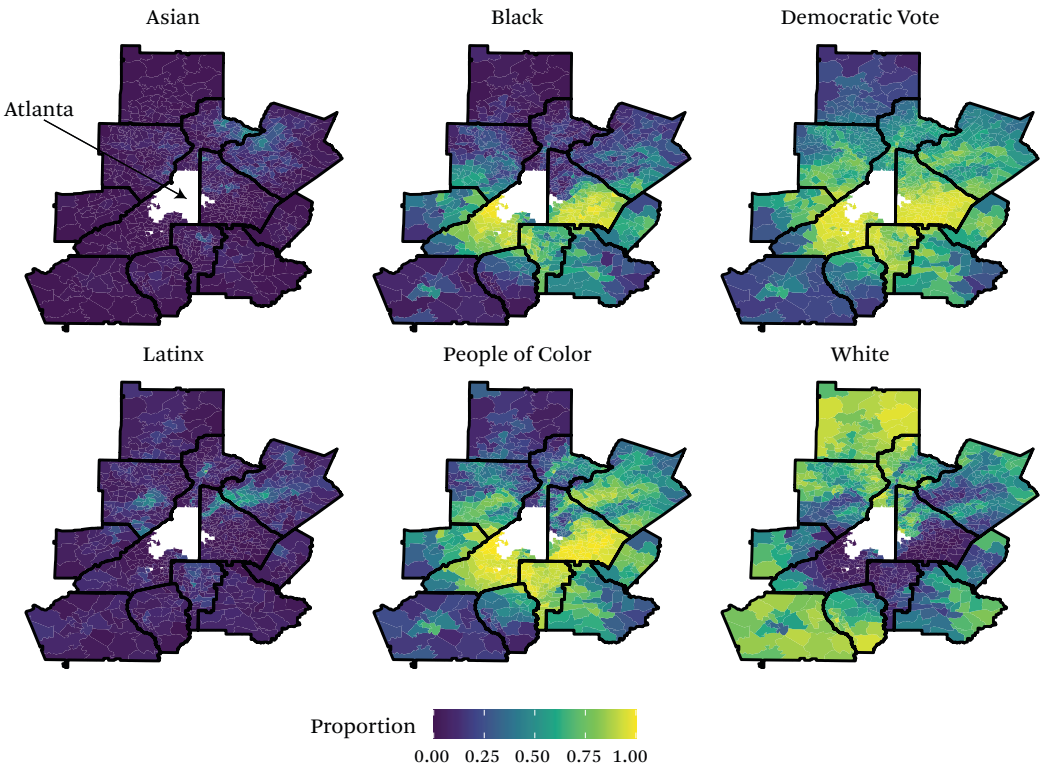 Asian
Black
Democratic Vote
Atlanta
Latinx
People of Color
White
Proportion
0.00 0.25 0.50 0.75 1.00